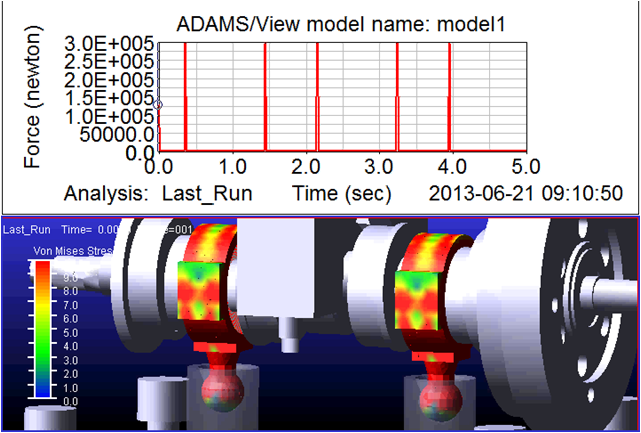 ADAMS/View model name: model1
Force (newton)
3.0E+005
2.5E+005
2.0E+005
1.5E+005
1.0E+005
50000.0
0.0
0.0 1.0 2.0 3.0 4.0 5.0
Analysis: Last_Run Time (sec) 2013-06-21 09:10:50
Last_Run Time= 0.0 =001
Von Mises Stres
9.0
8.0
7.0
6.0
5.0
4.0
3.0
2.0
1.0
0.0